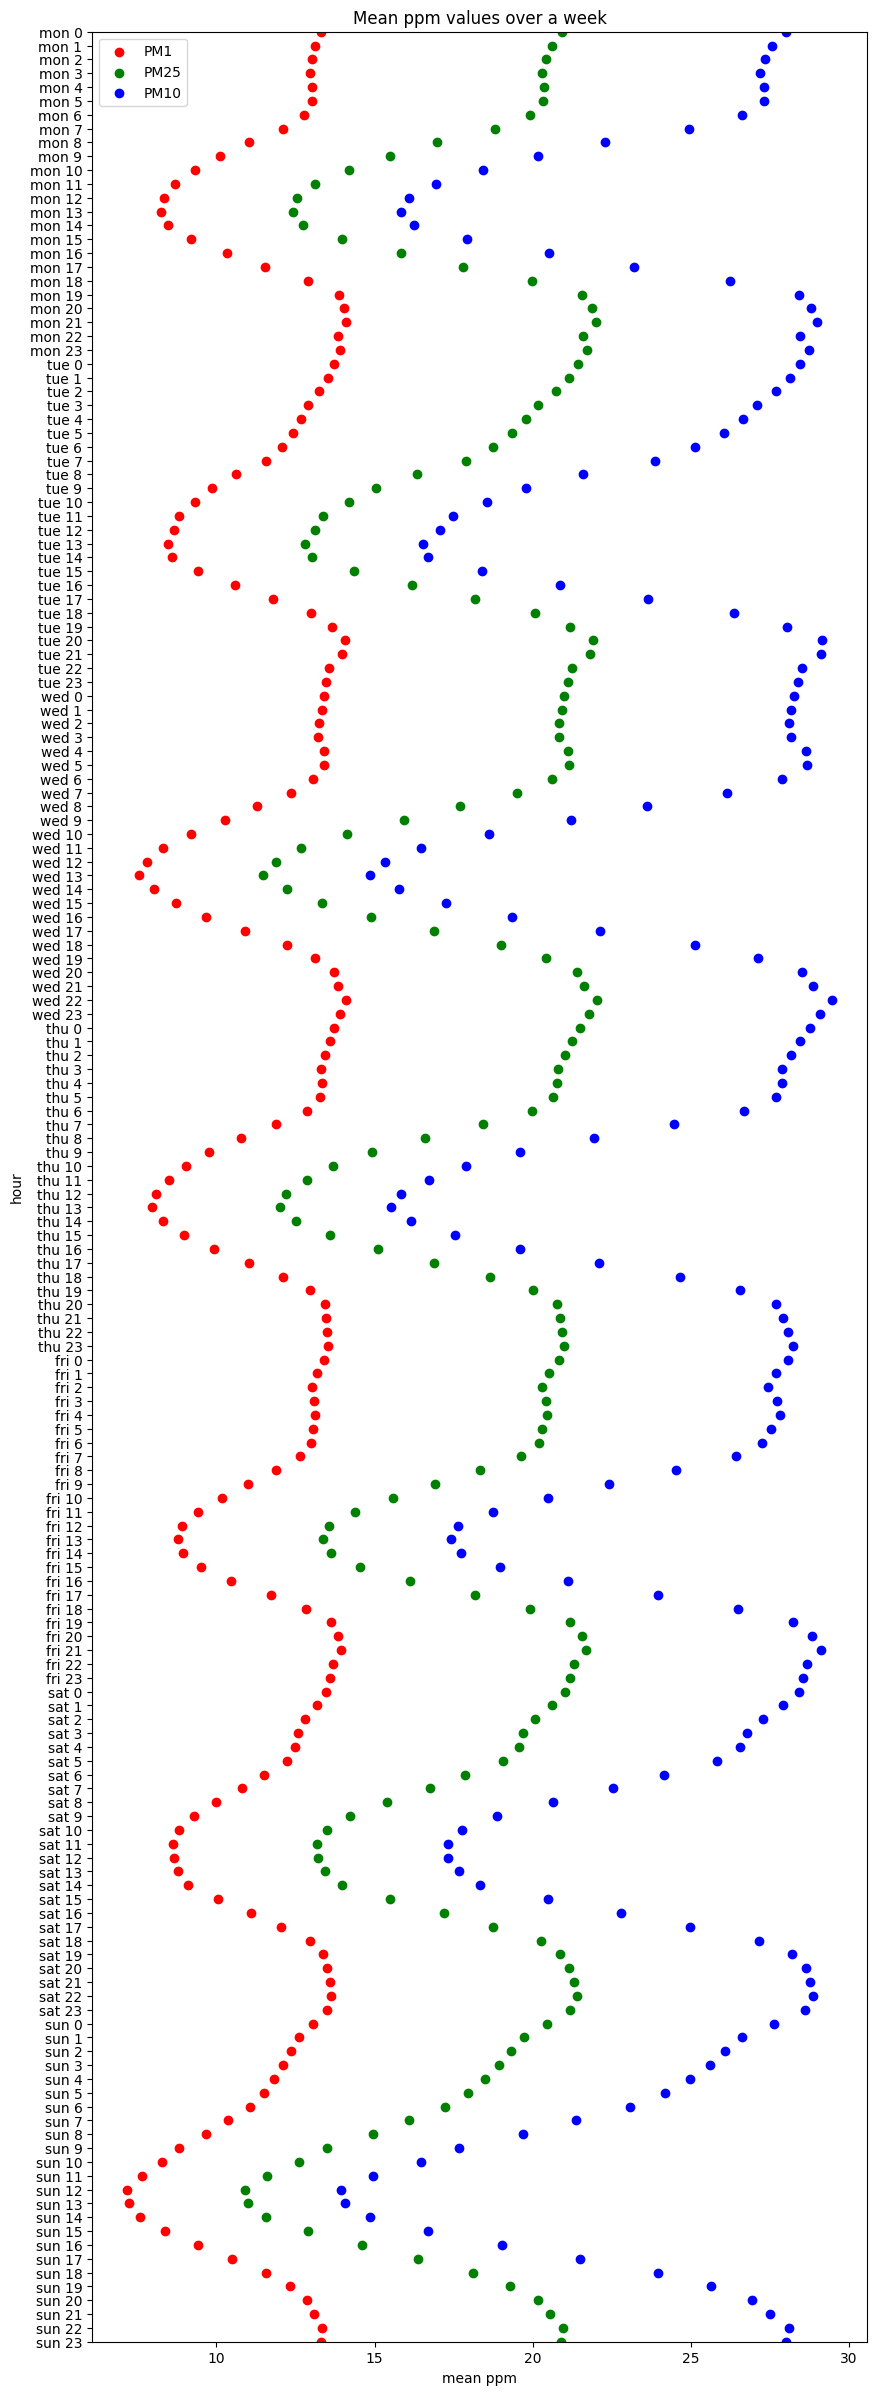 Mean ppm values over a week
PM1
PM25
PM10
mon 0
mon 1
mon 2
mon 3
mon 4
mon 5
mon 6
mon 7
mon 8
mon 9
mon 10
mon 11
mon 12
mon 13
mon 14
mon 15
mon 16
mon 17
mon 18
mon 19
mon 20
mon 21
mon 22
mon 23
tue 0
tue 1
tue 2
tue 3
tue 4
tue 5
tue 6
tue 7
tue 8
tue 9
tue 10
tue 11
tue 12
tue 13
tue 14
tue 15
tue 16
tue 17
tue 18
tue 19
tue 20
tue 21
tue 22
tue 23
wed 0
wed 1
wed 2
wed 3
wed 4
wed 5
wed 6
wed 7
wed 8
wed 9
wed 10
wed 11
wed 12
wed 13
wed 14
wed 15
wed 16
wed 17
wed 18
wed 19
wed 20
wed 21
wed 22
wed 23
thu 0
thu 1
thu 2
thu 3
thu 4
thu 5
thu 6
thu 7
thu 8
thu 9
thu 10
thu 11
thu 12
thu 13
thu 14
thu 15
thu 16
thu 17
thu 18
thu 19
thu 20
thu 21
thu 22
thu 23
fri 0
fri 1
fri 2
fri 3
fri 4
fri 5
fri 6
fri 7
fri 8
fri 9
fri 10
fri 11
fri 12
fri 13
fri 14
fri 15
fri 16
fri 17
fri 18
fri 19
fri 20
fri 21
fri 22
fri 23
sat 0
sat 1
sat 2
sat 3
sat 4
sat 5
sat 6
sat 7
sat 8
sat 9
sat 10
sat 11
sat 12
sat 13
sat 14
sat 15
sat 16
sat 17
sat 18
sat 19
sat 20
sat 21
sat 22
sat 23
sun 0
sun 1
sun 2
sun 3
sun 4
sun 5
sun 6
sun 7
sun 8
sun 9
sun 10
sun 11
sun 12
sun 13
sun 14
sun 15
sun 16
sun 17
sun 18
sun 19
sun 20
sun 21
sun 22
sun 23
hour
10 15 20 25 30
mean ppm